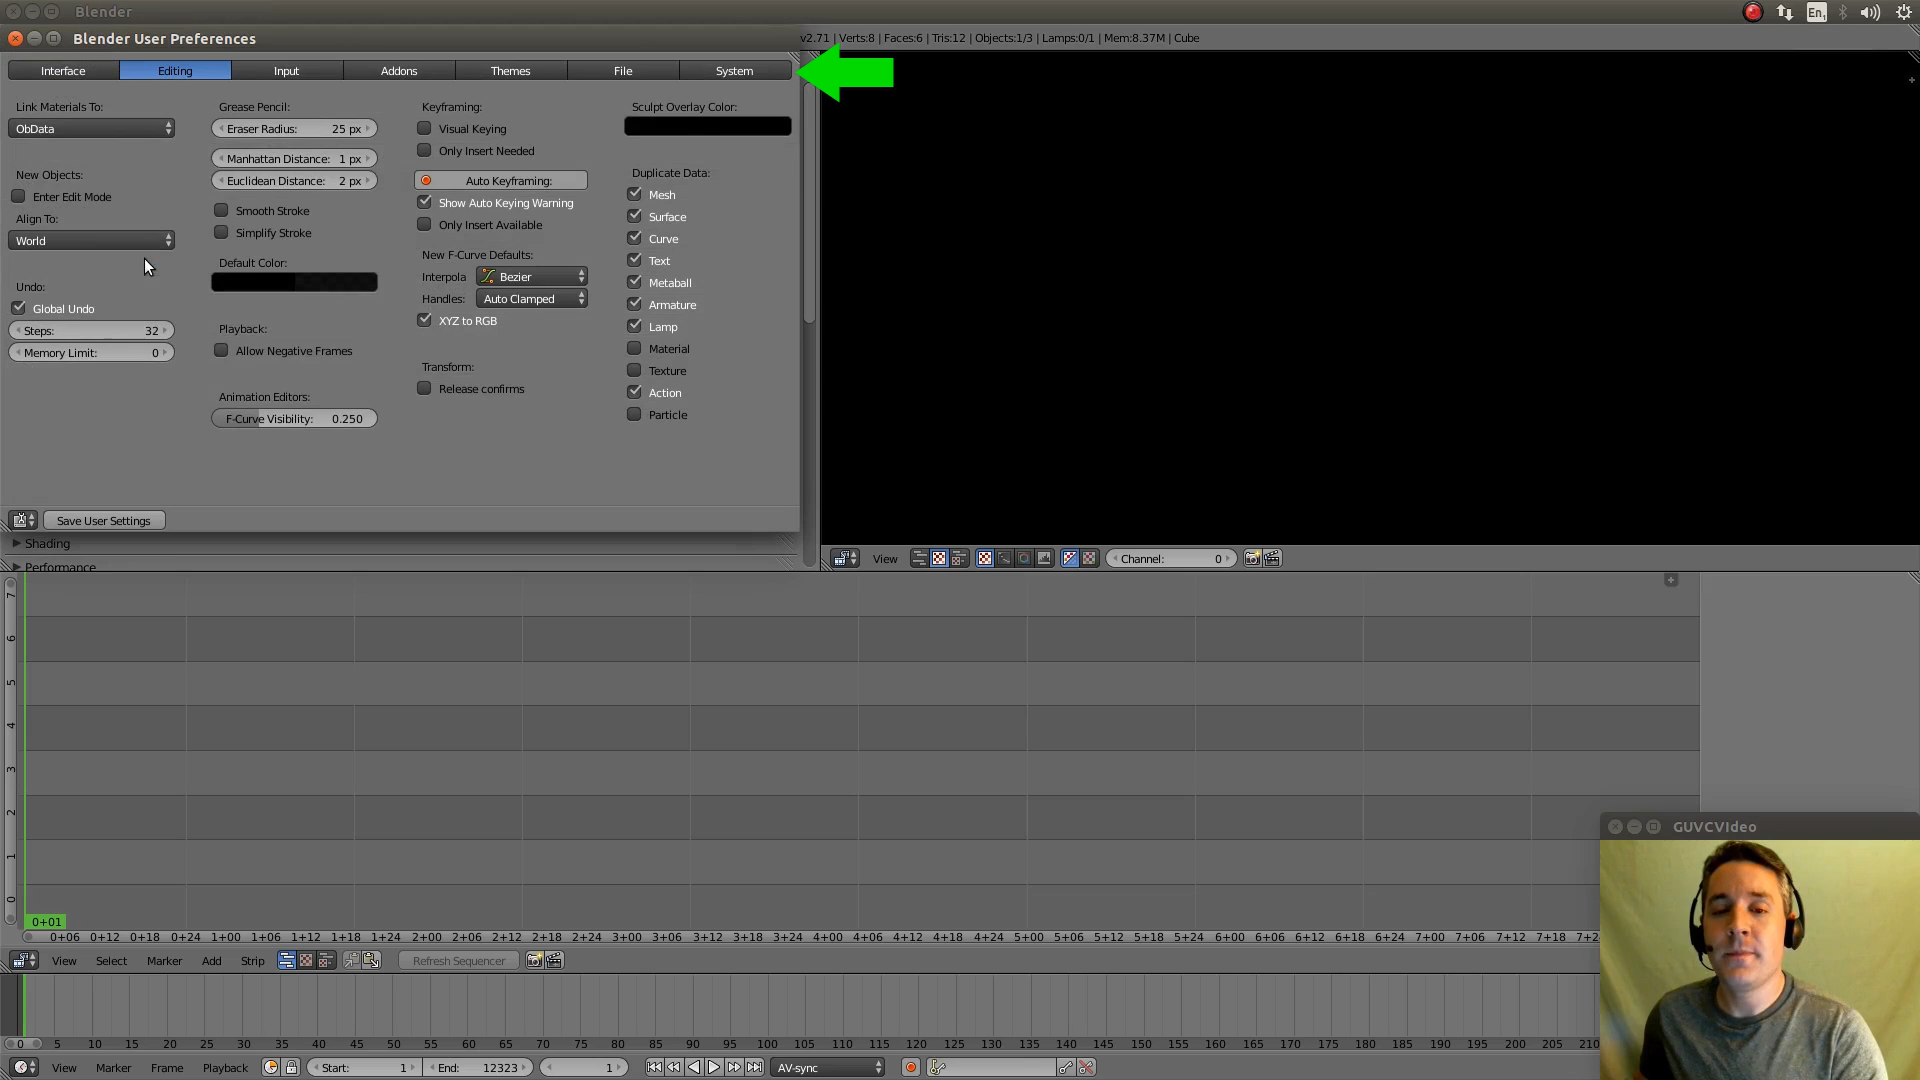 Blender
En1
Blender User Preferences
v2.71 | Verts:8 | Faces:6 | Tris:12 | Objects:1/3 | Lamps:0/1 | Mem:8.37M | Cube
Interface Editing Input Addons Themes File System
Link Materials To:
ObData
New Objects:
Enter Edit Mode
Align To:
World
Undo:
Global Undo
Steps: 32
Memory Limit: 0
Grease Pencil:
Eraser Radius: 25 px
Manhattan Distance: 1 px
Euclidean Distance: 2 px
Smooth Stroke
Simplify Stroke
Default Color:
Playback:
Allow Negative Frames
Animation Editors:
F-Curve Visibility: 0.250
Keyframing:
Visual Keying
Only Insert Needed
Auto Keyframing:
Show Auto Keying Warning
Only Insert Available
New F-Curve Defaults:
Interpola Bezier
Handles: Auto Clamped
XYZ to RGB
Transform:
Release confirms
Sculpt Overlay Color:
Duplicate Data:
Mesh
Surface
Curve
Text
Metaball
Armature
Lamp
Material
Texture
Action
Particle
Save User Settings
Shading
Performance
View Channel: 0
7
6
5
4
3
2
1
0
0+01
0+06 0+12 0+18 0+24 1+00 1+06 1+12 1+18 2+00 2+06 2+12 2+18 3+00 3+06 3+12 3+18 3+24 4+00 4+06 4+12 4+18 4+24 5+00 5+06 5+12 5+18 6+00 6+06 6+12 6+18 7+00 7+06 7+12 7+18 7+2
View Select Marker Add Strip Refresh Sequencer
0 5 10 15 20 25 30 35 40 45 50 55 60 65 70 75 80 85 90 95 100 105 110 115 120 125 130 135 140 145 150 155 160 165 170 175 180 185 190 195 200 205 210
View Marker Frame Playback Start: 1 End: 12323 1 AV-sync
GUVCVIdeo